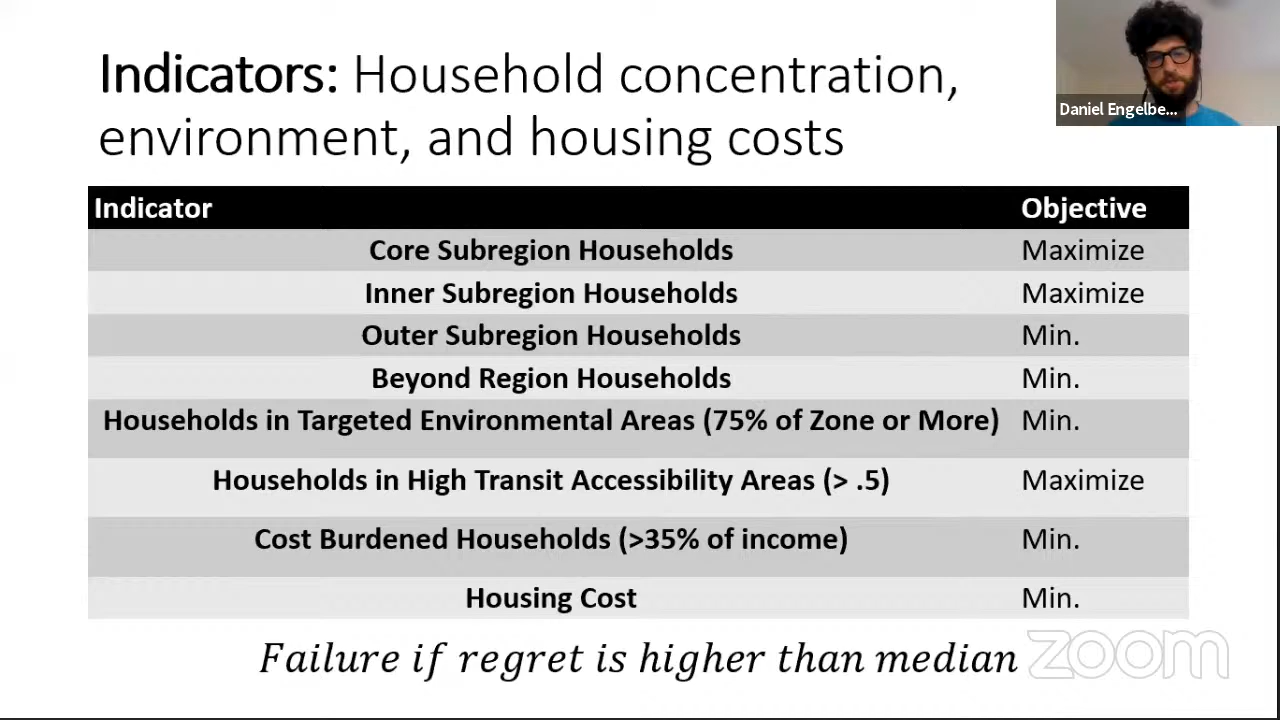 Indicators: Household concentration,
environment, and housing costs
Daniel Engelbe...
Indicator Objective
Core Subregion Households Maximize
Inner Subregion Households Maximize
Outer Subregion Households Min.
Beyond Region Households Min.
Households in Targeted Environmental Areas (75% of Zone or More) Min.
Households in High Transit Accessibility Areas (> .5) Maximize
Cost Burdened Households (>35% of income) Min.
Housing Cost Min.
Failure if regret is higher than median
zoom